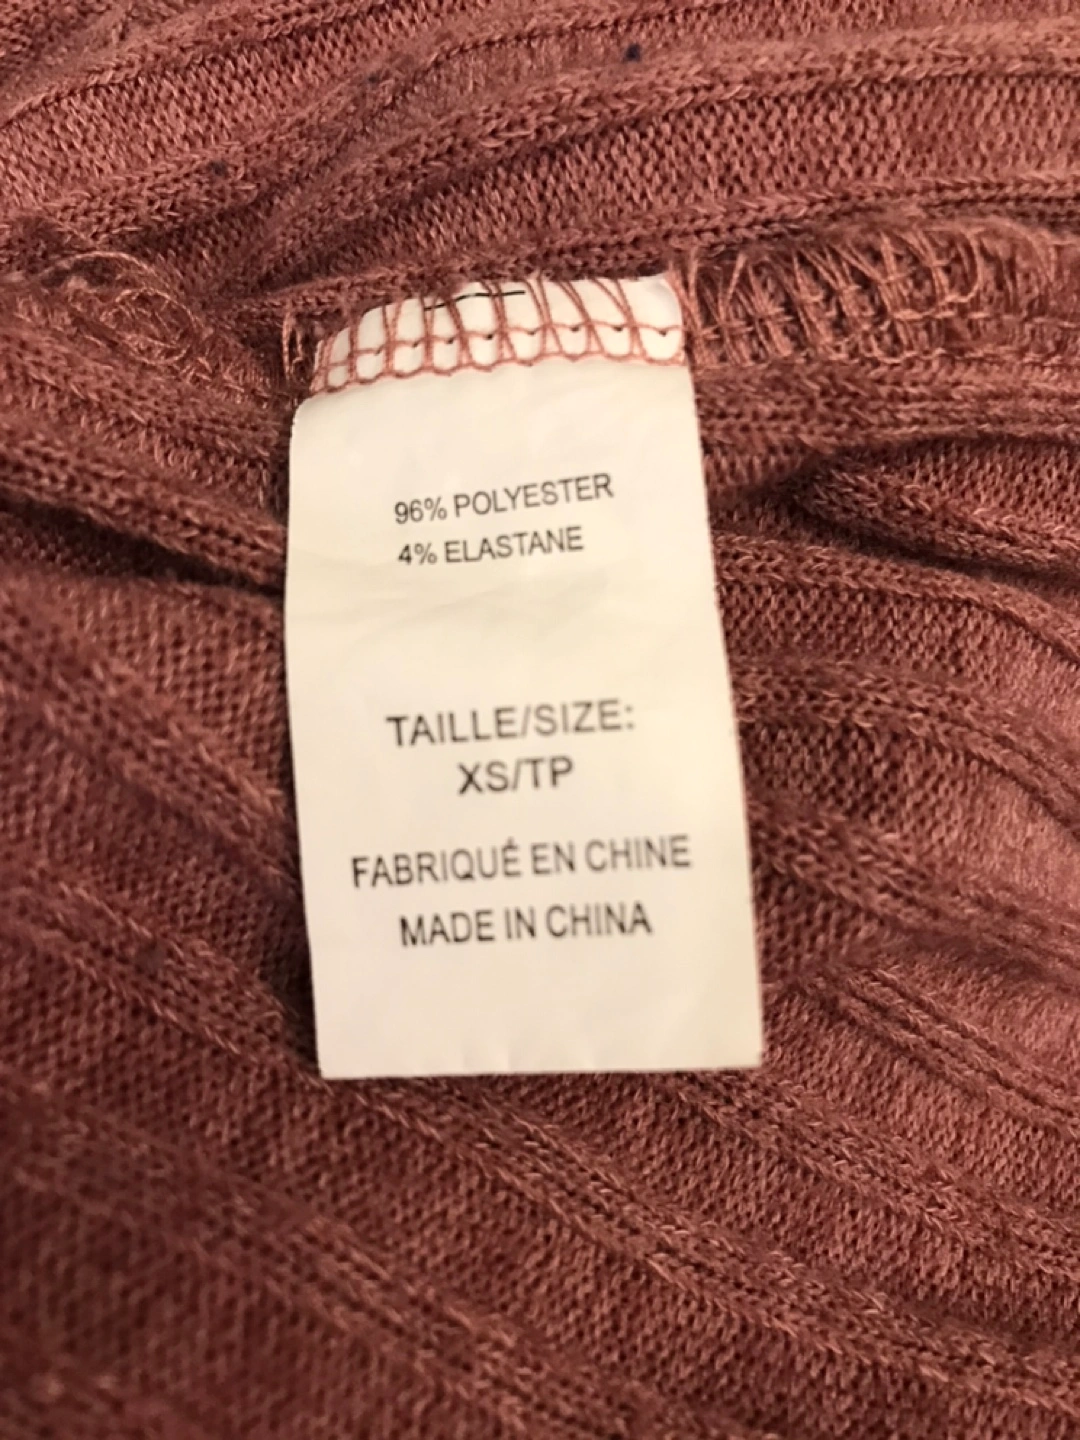 96% POLYESTER
4% ELASTANE
TAILLE/SIZE:
XS/TP
FABRIQUÉ EN CHINE
MADE IN CHINA